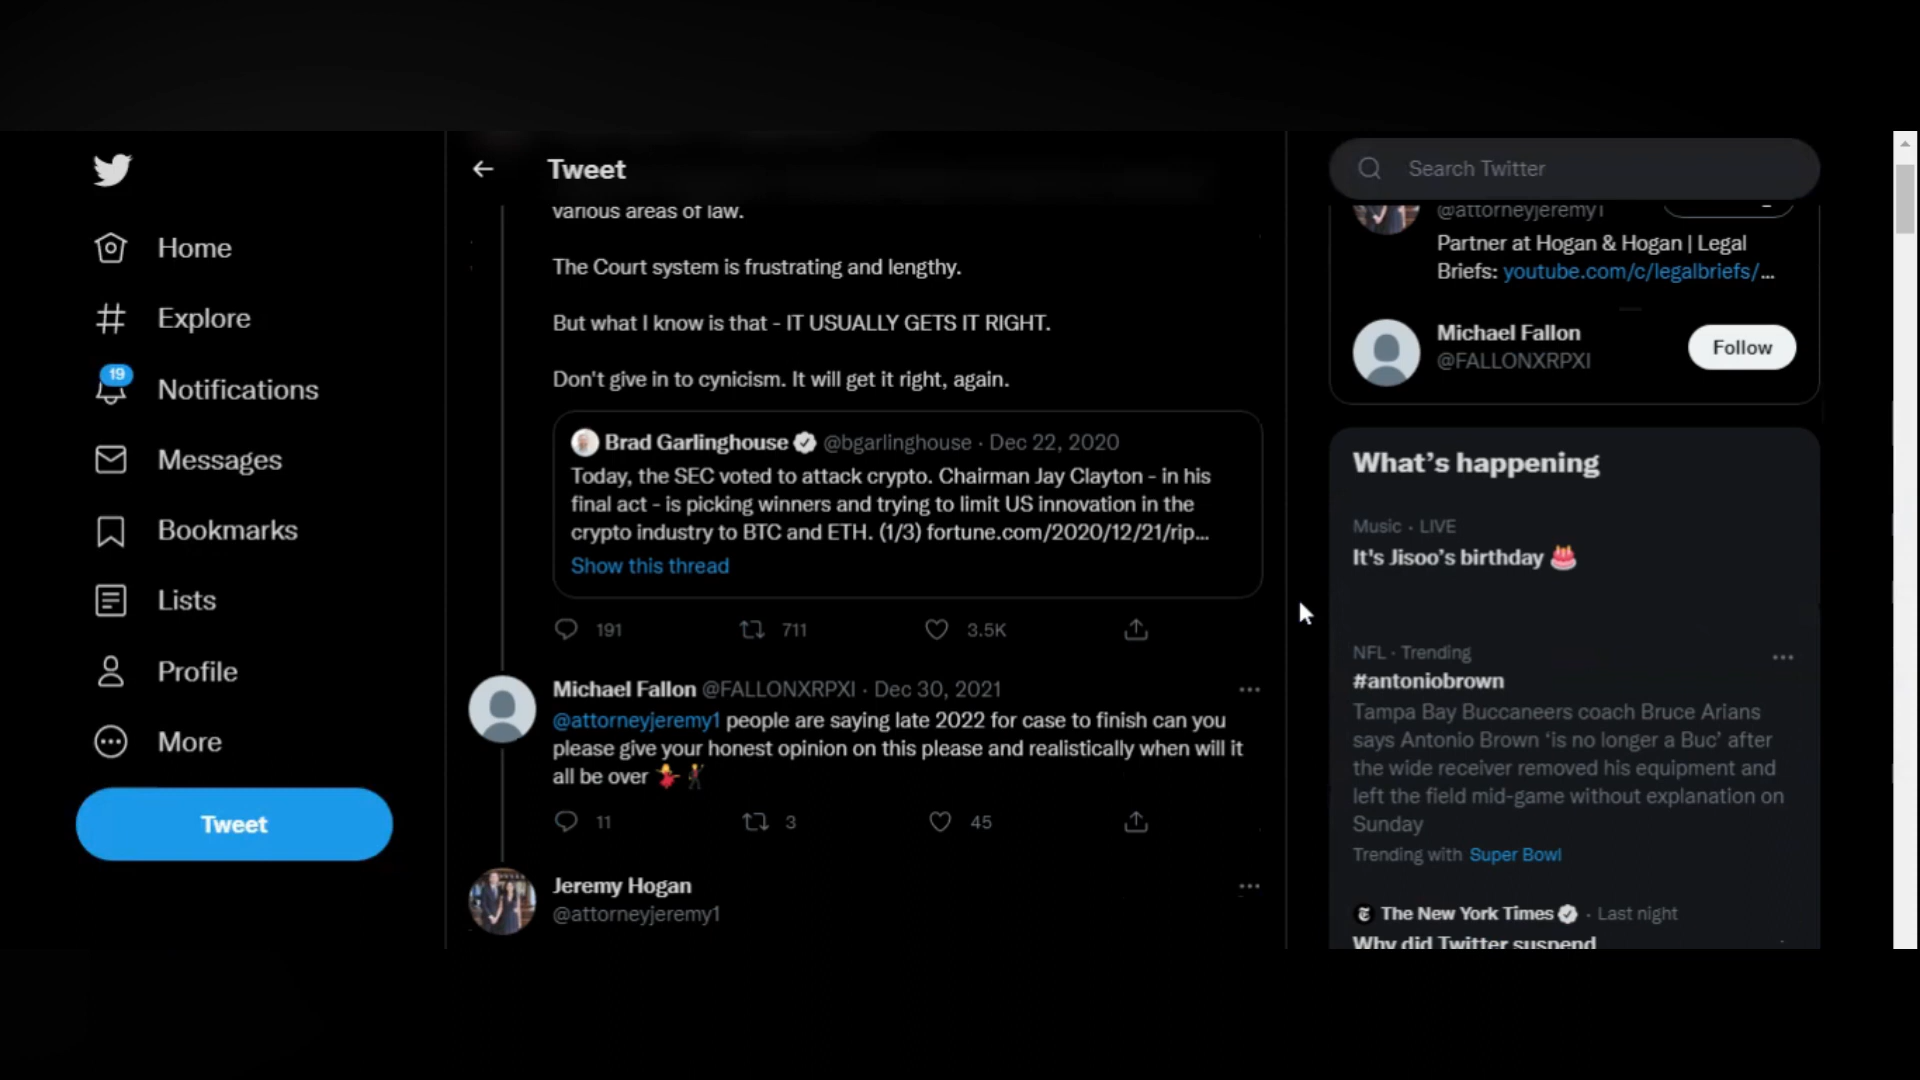 Home
Explore
19
Notifications
Messages
Bookmarks
Lists
Profile
More
Tweet
Tweet
various areas of law.
The Court system is frustrating and lengthy.
But what I know is that - IT USUALLY GETS IT RIGHT.
Don't give in to cynicism. It will get it right, again.
Brad Garlinghouse @bgarlinghouse · Dec 22, 2020
Today, the SEC voted to attack crypto. Chairman Jay Clayton - in his
final act - is picking winners and trying to limit US innovation in the
crypto industry to BTC and ETH. (1/3) fortune.com/2020/12/21/rip...
Show this thread
191 711 3.5K
Michael Fallon @FALLONXRPXI · Dec 30, 2021
@attorneyjeremy1 people are saying late 2022 for case to finish can you
please give your honest opinion on this please and realistically when will it
all be over 💃🕺
11 3 45
Jeremy Hogan
@attorneyjeremy1
Search Twitter
@attorneyjeremy1
Partner at Hogan & Hogan | Legal
Briefs: youtube.com/c/legalbriefs/...
Michael Fallon
@FALLONXRPXI
Follow
What's happening
Music · LIVE
It's Jisoo's birthday 🎂
NFL · Trending
#antoniobrown
Tampa Bay Buccaneers coach Bruce Arians
says Antonio Brown 'is no longer a Buc' after
the wide receiver removed his equipment and
left the field mid-game without explanation on
Sunday
Trending with Super Bowl
The New York Times · Last night
Why did Twitter suspend